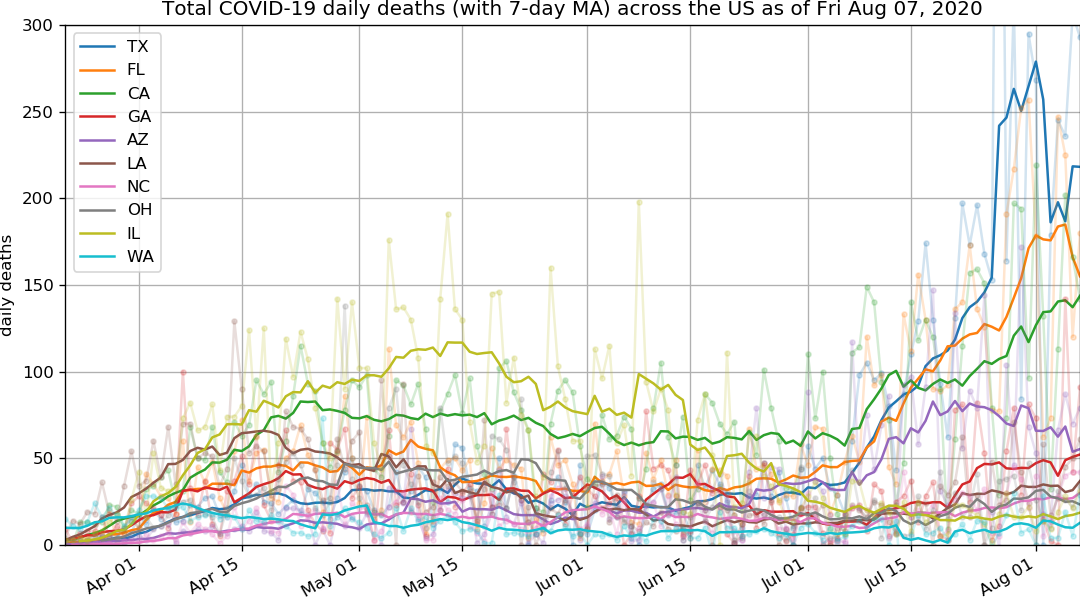 Total COVID-19 daily deaths (with 7-day MA) across the US as of Fri Aug 07, 2020
300
250
200
150
100
50
0
daily deaths
TX
FL
CA
GA
AZ
LA
NC
OH
IL
WA
Apr 01
Apr 15
May 01
May 15
Jun 01
Jun 15
Jul 01
Jul 15
Aug 01